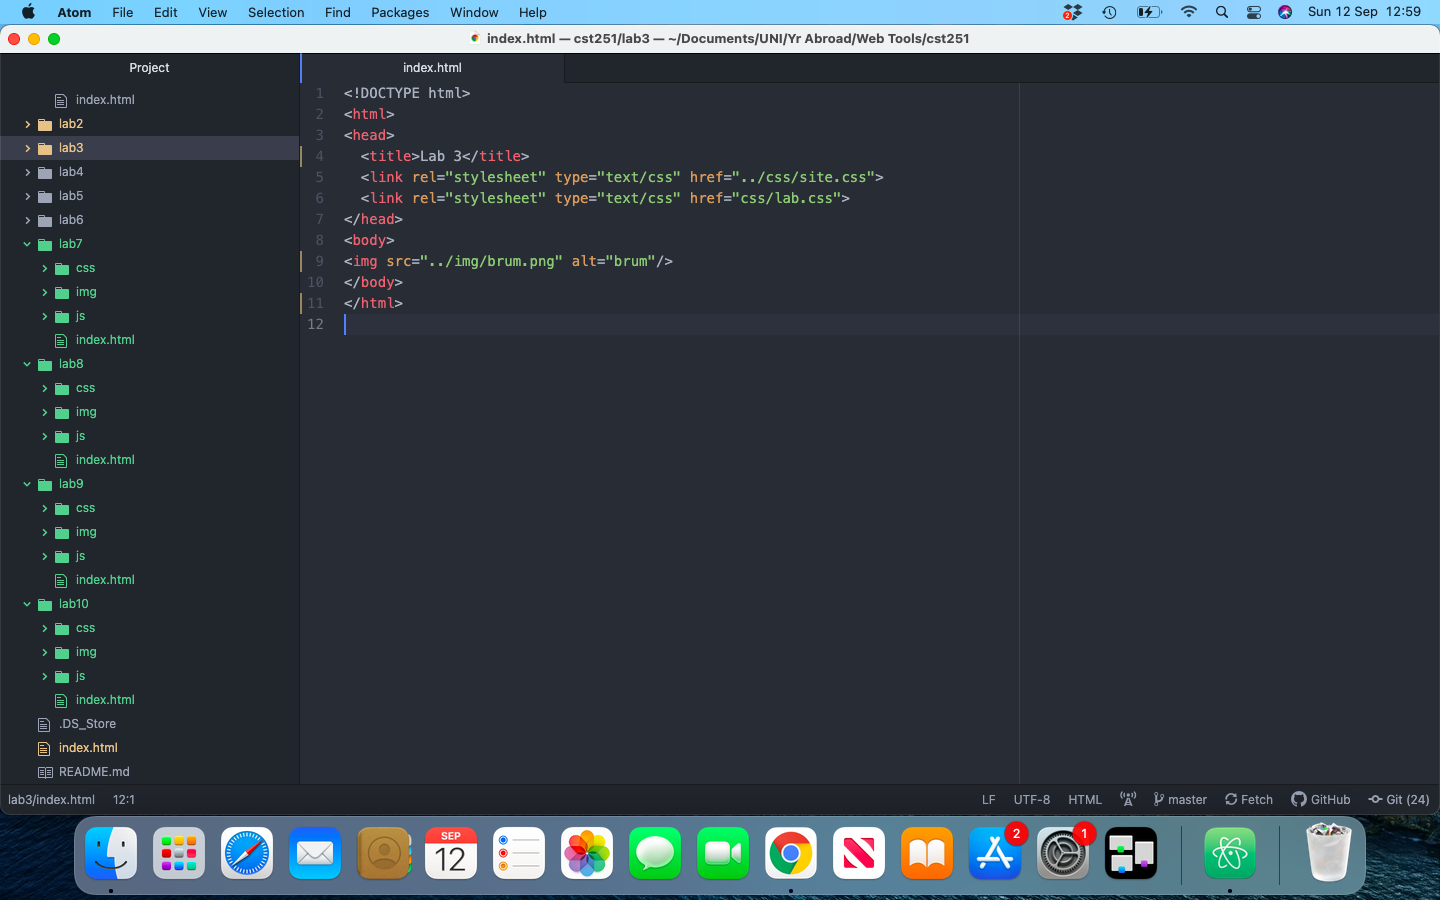 Atom File Edit View Selection Find Packages Window Help 2 Sun 12 Sep 12:59
index.html — cst251/lab3 — ~/Documents/UNI/Yr Abroad/Web Tools/cst251
Project
index.html
lab2
lab3
lab4
lab5
lab6
lab7
css
img
js
index.html
lab8
css
img
js
index.html
lab9
css
img
js
index.html
lab10
css
img
js
index.html
.DS_Store
index.html
README.md
index.html
1 <!DOCTYPE html>
2 <html>
3 <head>
4 <title>Lab 3</title>
5 <link rel="stylesheet" type="text/css" href="../css/site.css">
6 <link rel="stylesheet" type="text/css" href="css/lab.css">
7 </head>
8 <body>
9 <img src="../img/brum.png" alt="brum"/>
10 </body>
11 </html>
12
lab3/index.html 12:1 LF UTF-8 HTML master Fetch GitHub Git (24)
SEP 2 1
12